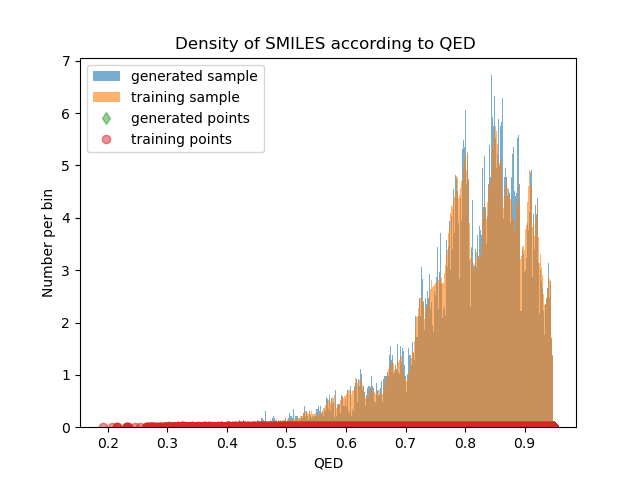 Density of SMILES according to QED
7
6
5
4
3
2
1
0
Number per bin
generated sample
training sample
generated points
training points
0.2 0.3 0.4 0.5 0.6 0.7 0.8 0.9
QED